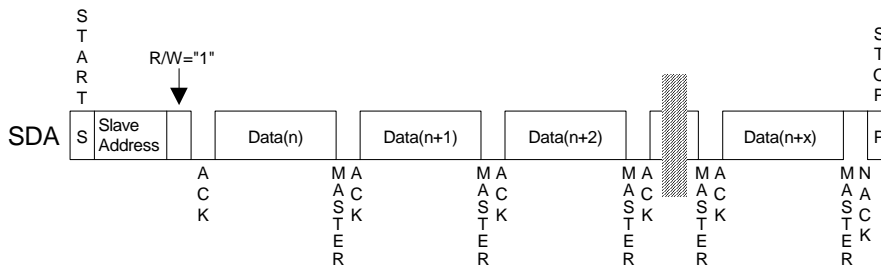 START
STOP
R/W="1"
SDA
S
Slave Address
Data(n)
Data(n+1)
Data(n+2)
Data(n+x)
P
ACK
MASTER ACK
MASTER ACK
MASTER ACK
MASTER ACK
MASTER NACK